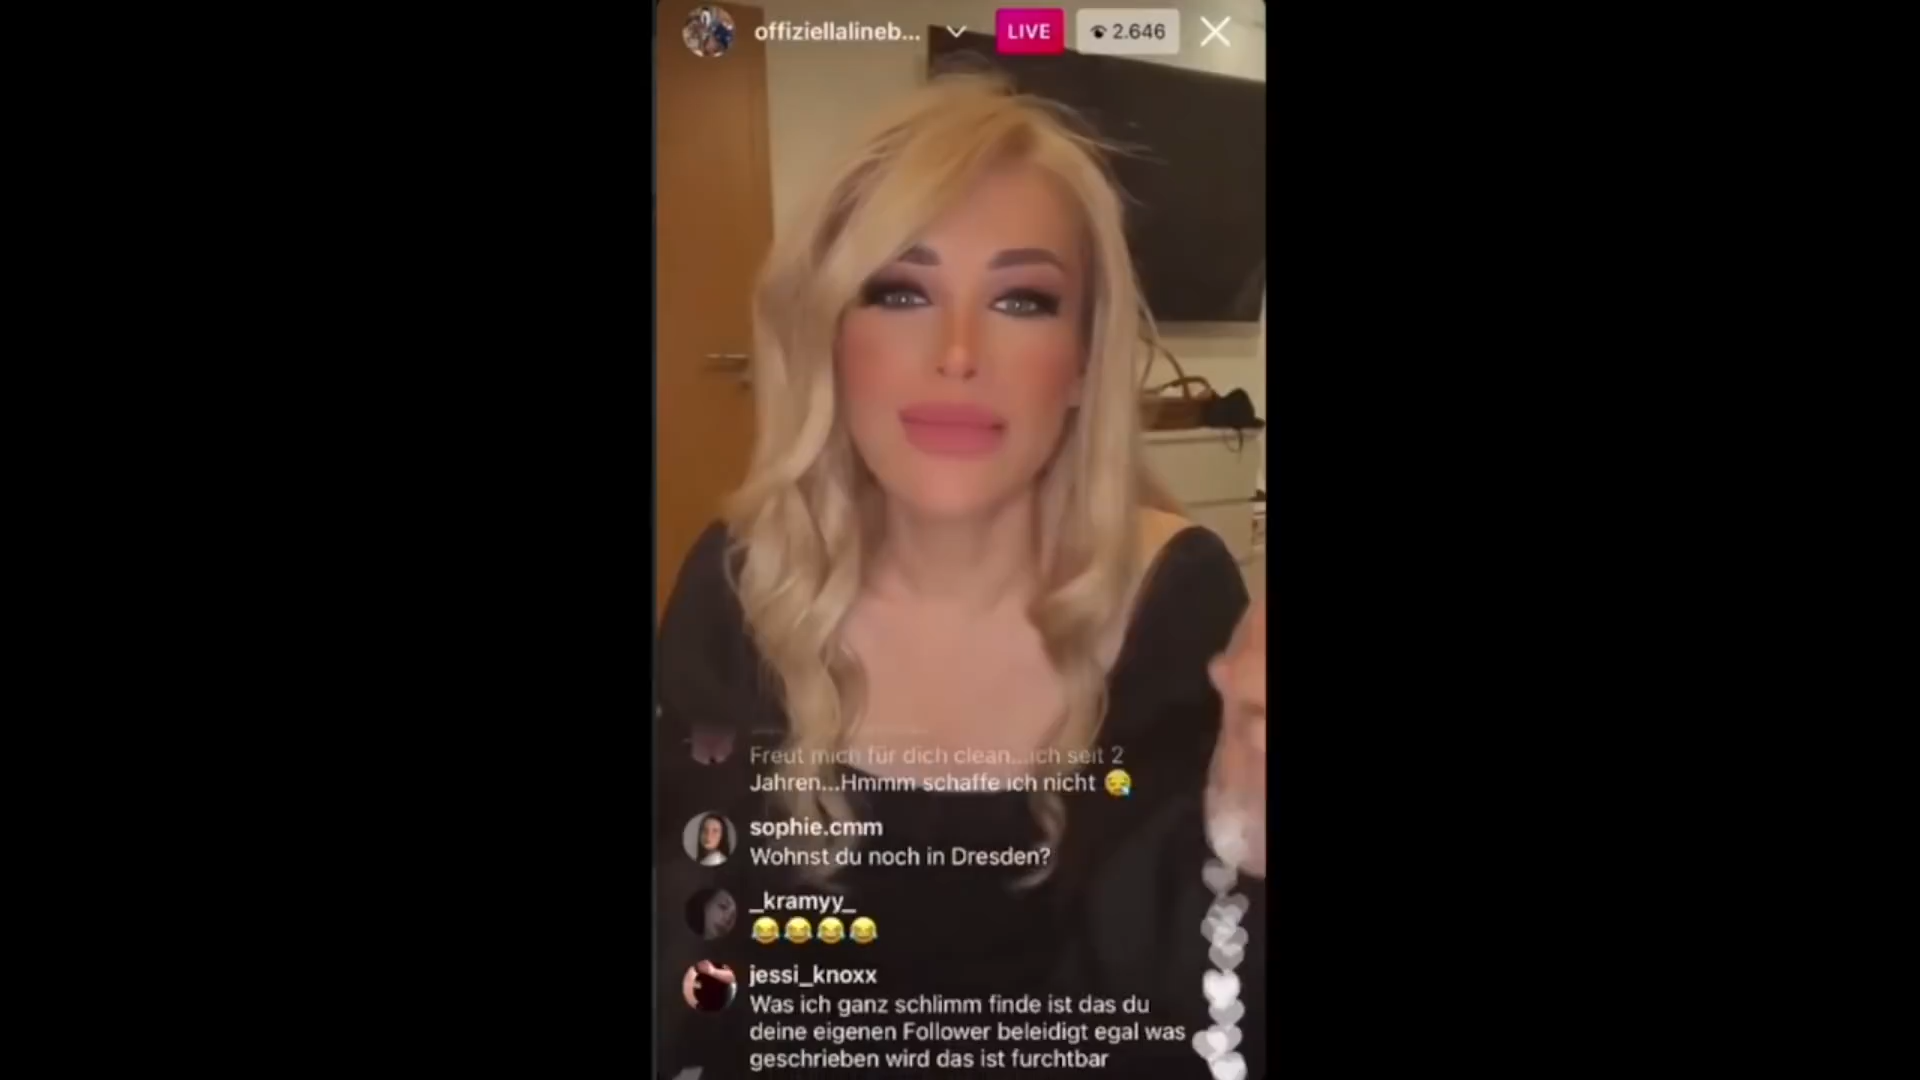 offiziellalineb...
LIVE
2.646
Freut mich für dich clean...ich seit 2
Jahren...Hmmm schaffe ich nicht 😪
sophie.cmm
Wohnst du noch in Dresden?
_kramyy_
😂😂😂😂
jessi_knoxx
Was ich ganz schlimm finde ist das du
deine eigenen Follower beleidigt egal was
geschrieben wird das ist furchtbar